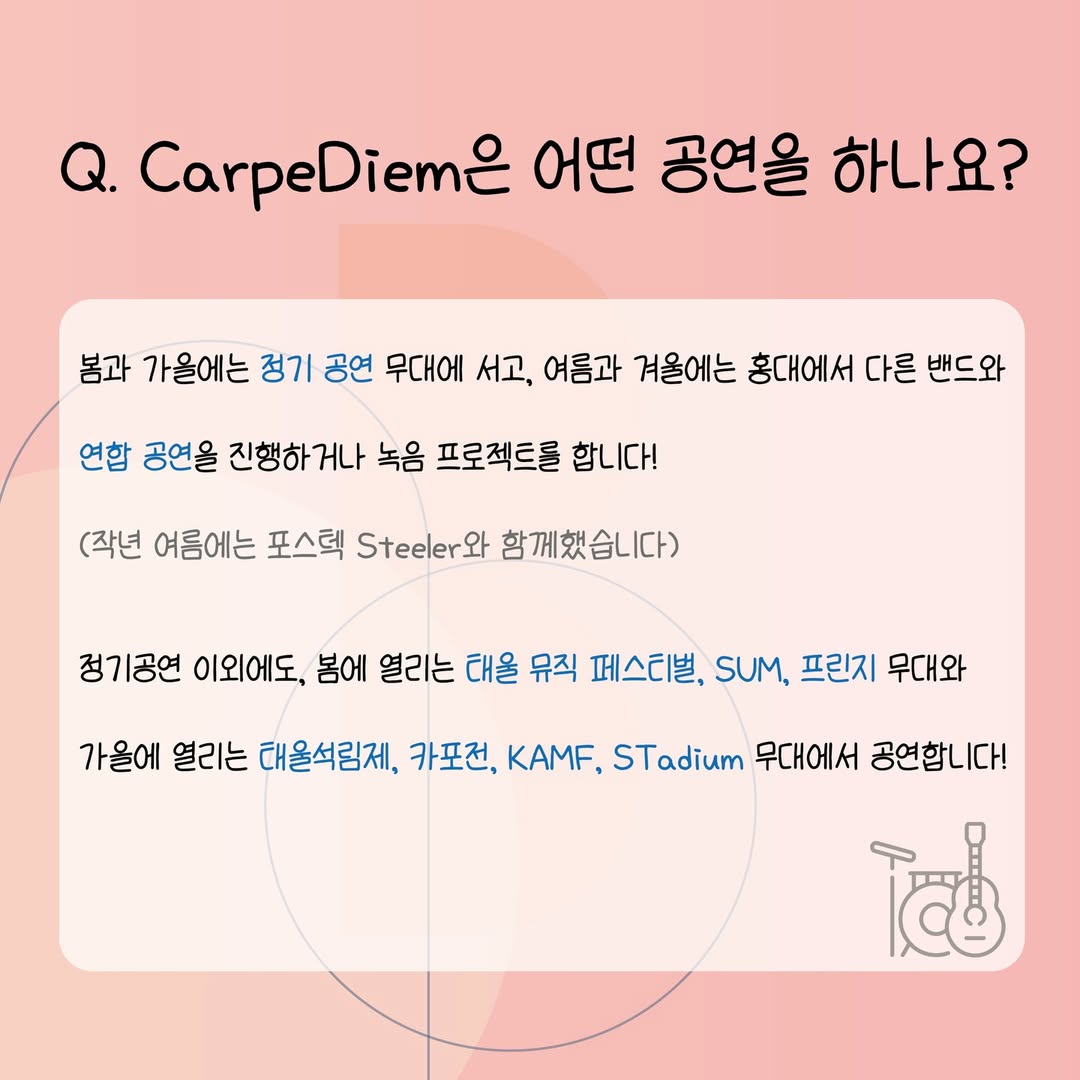 Q. CarpeDiem은 어떤 공연을 하나요?
봄과 가을에는 정기 공연 무대에 서고, 여름과 겨울에는 홍대에서 다른 밴드와
연합 공연을 진행하거나 녹음 프로젝트를 합니다!
(작년 여름에는 포스텍 Steeler와 함께했습니다)
정기공연 이외에도, 봄에 열리는 태울 뮤직 페스티벌, SUM, 프린지 무대와
가을에 열리는 태울석림제, 카포전, KAMF, STadium 무대에서 공연합니다!